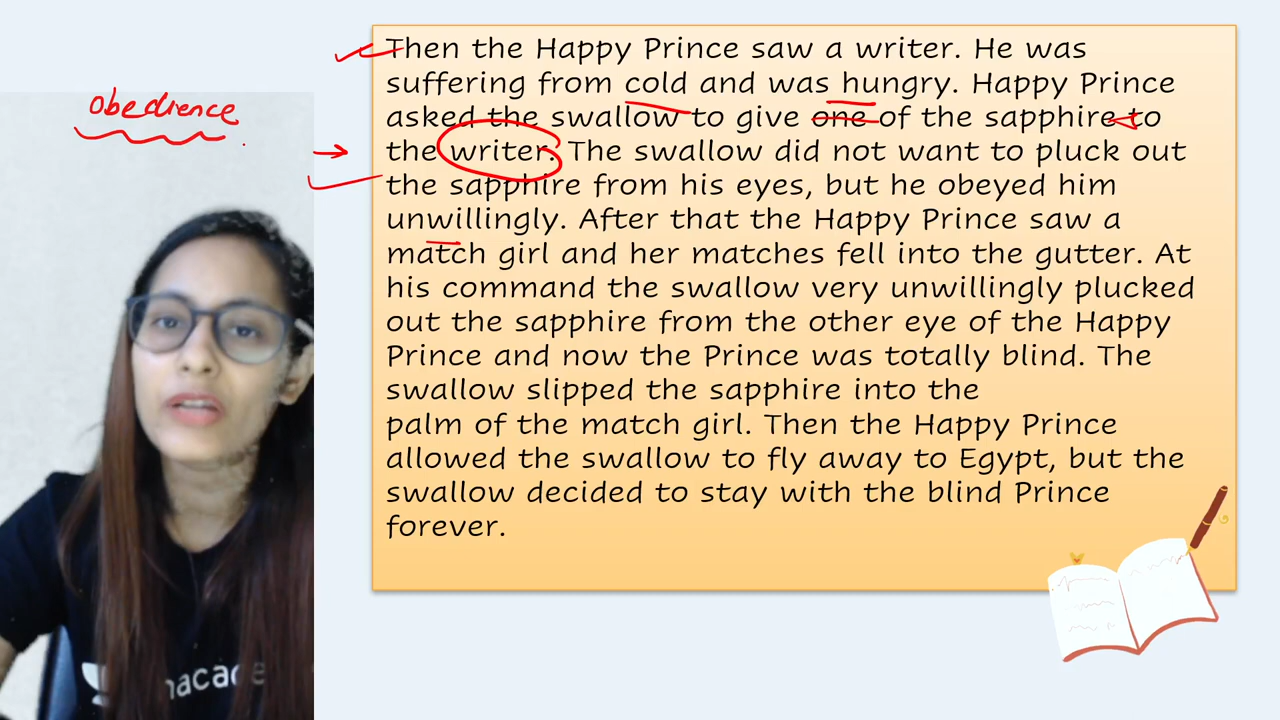 Obedience
Then the Happy Prince saw a writer. He was
suffering from cold and was hungry. Happy Prince
asked the swallow to give one of the sapphire to
the writer. The swallow did not want to pluck out
the sapphire from his eyes, but he obeyed him
unwillingly. After that the Happy Prince saw a
match girl and her matches fell into the gutter. At
his command the swallow very unwillingly plucked
out the sapphire from the other eye of the Happy
Prince and now the Prince was totally blind. The
swallow slipped the sapphire into the
palm of the match girl. Then the Happy Prince
allowed the swallow to fly away to Egypt, but the
swallow decided to stay with the blind Prince
forever.